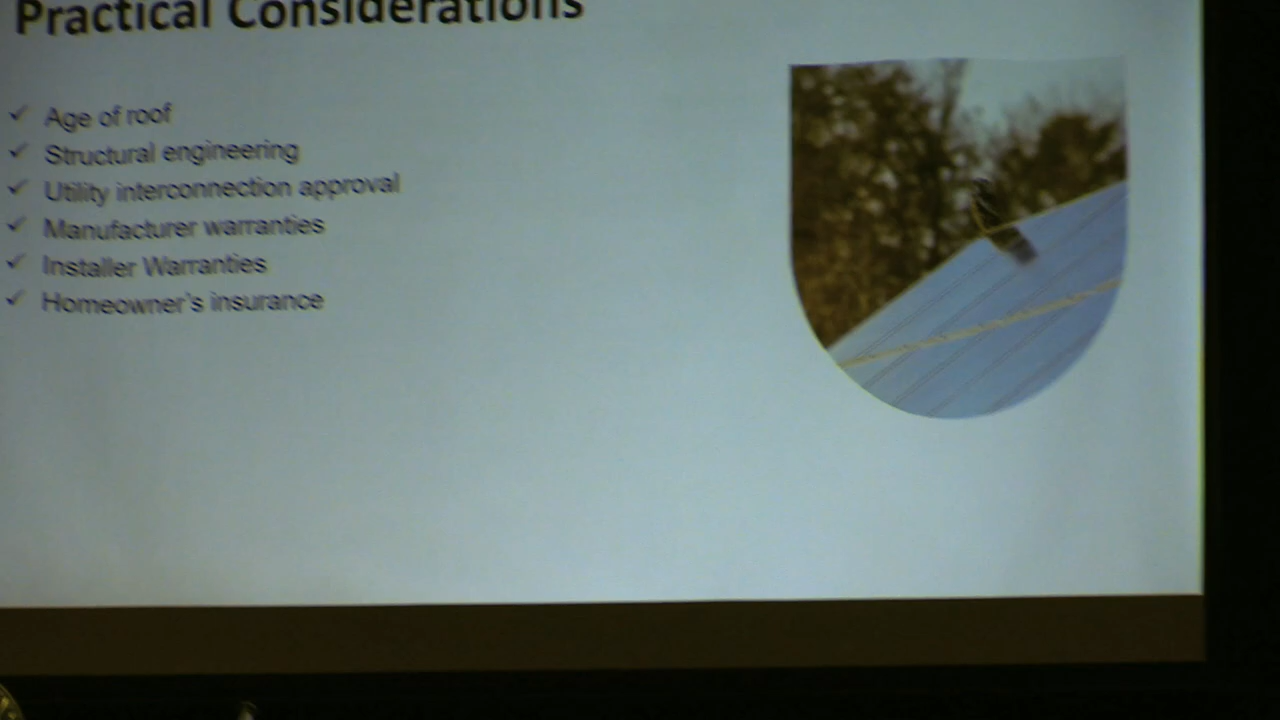 Practical Considerations
Age of roof
Structural engineering
Utility interconnection approval
Manufacturer warranties
Installer Warranties
Homeowner's insurance